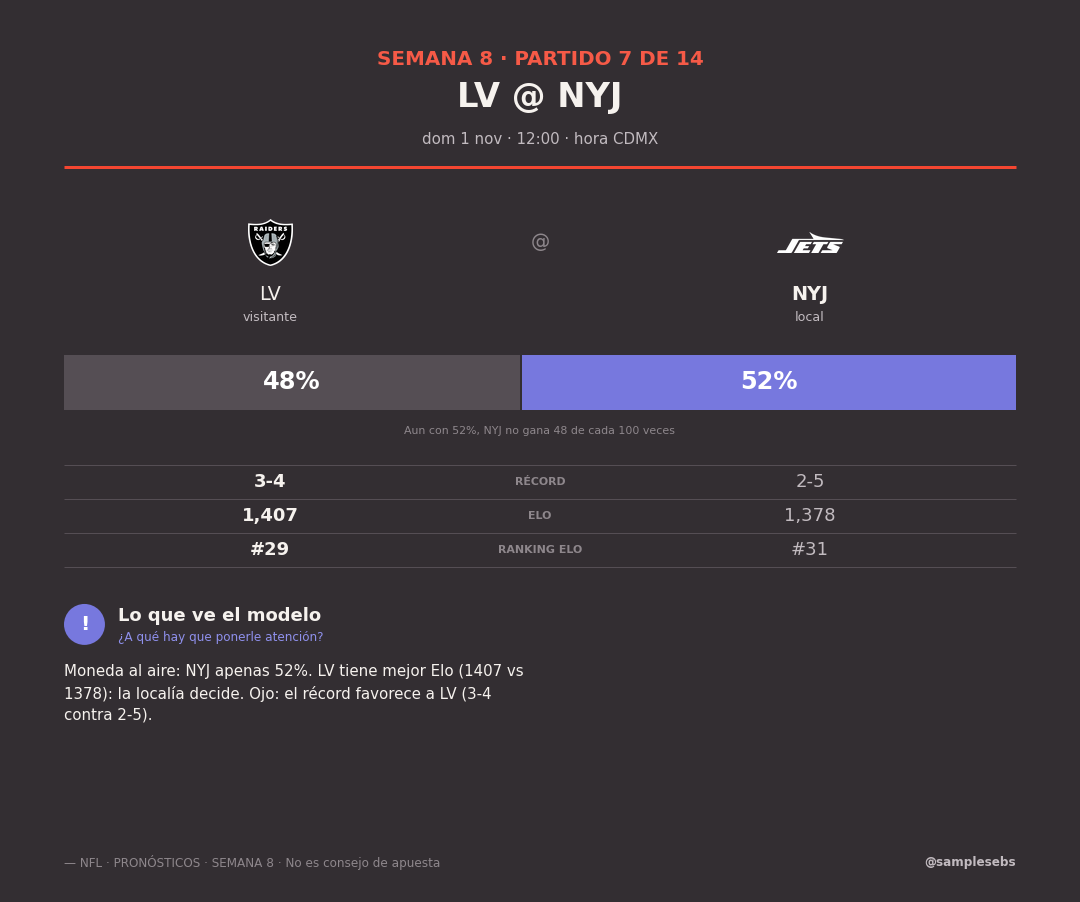 SEMANA 8 · PARTIDO 7 DE 14
LV @ NYJ
dom 1 nov · 12:00 · hora CDMX
RAIDERS
@
JETS
LV
NYJ
visitante
local
48%
52%
Aun con 52%, NYJ no gana 48 de cada 100 veces
3-4 RÉCORD 2-5
1,407 ELO 1,378
#29 RANKING ELO #31
!
Lo que ve el modelo
¿A qué hay que ponerle atención?
Moneda al aire: NYJ apenas 52%. LV tiene mejor Elo (1407 vs
1378): la localía decide. Ojo: el récord favorece a LV (3-4
contra 2-5).
— NFL · PRONÓSTICOS · SEMANA 8 · No es consejo de apuesta
@samplesebs